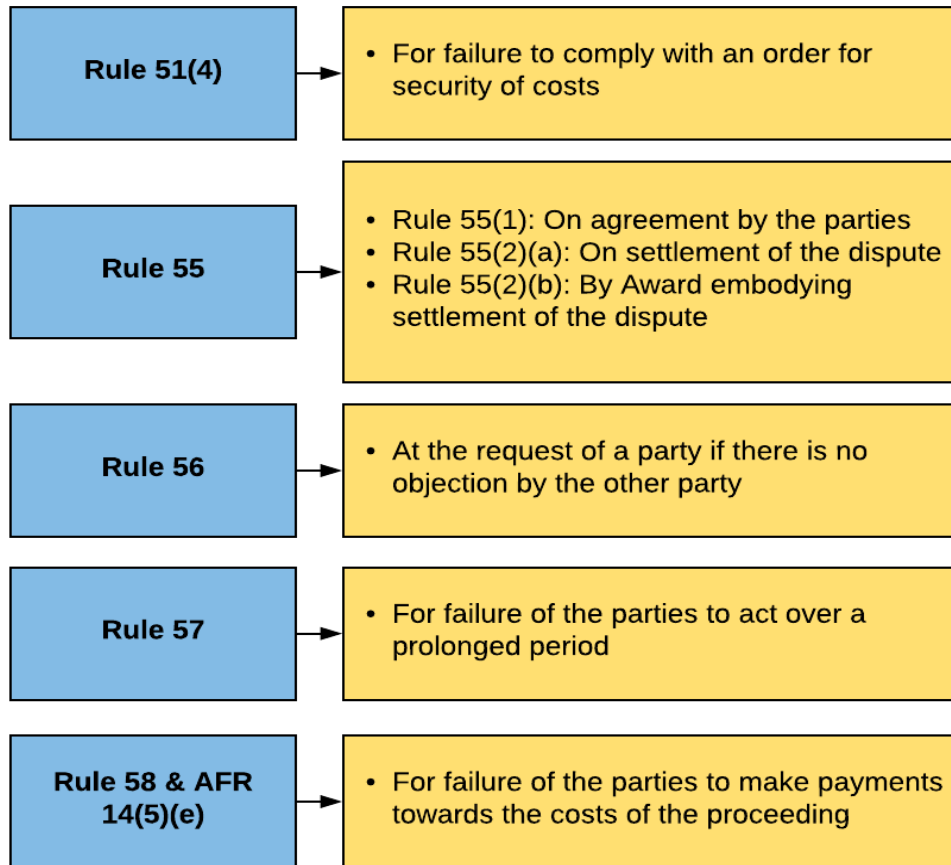 Rule 51(4)
• For failure to comply with an order for
security of costs
Rule 55
• Rule 55(1): On agreement by the parties
• Rule 55(2)(a): On settlement of the dispute
• Rule 55(2)(b): By Award embodying
settlement of the dispute
Rule 56
• At the request of a party if there is no
objection by the other party
Rule 57
• For failure of the parties to act over a
prolonged period
Rule 58 & AFR
14(5)(e)
• For failure of the parties to make payments
towards the costs of the proceeding